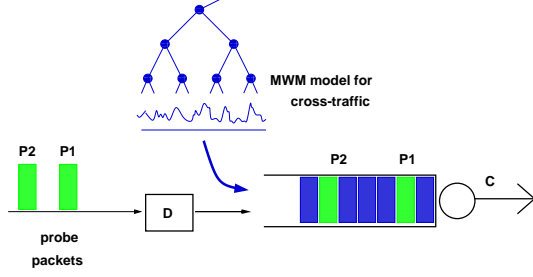 MWM model for
cross-traffic
P2 P1
P2 P1
C
D
probe
packets